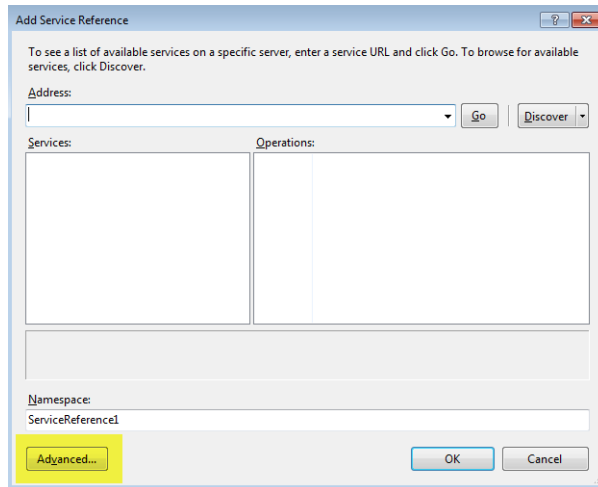 Add Service Reference
To see a list of available services on a specific server, enter a service URL and click Go. To browse for available
services, click Discover.
Address:
Go
Discover
Services:
Operations:
Namespace:
ServiceReference1
Advanced...
OK
Cancel